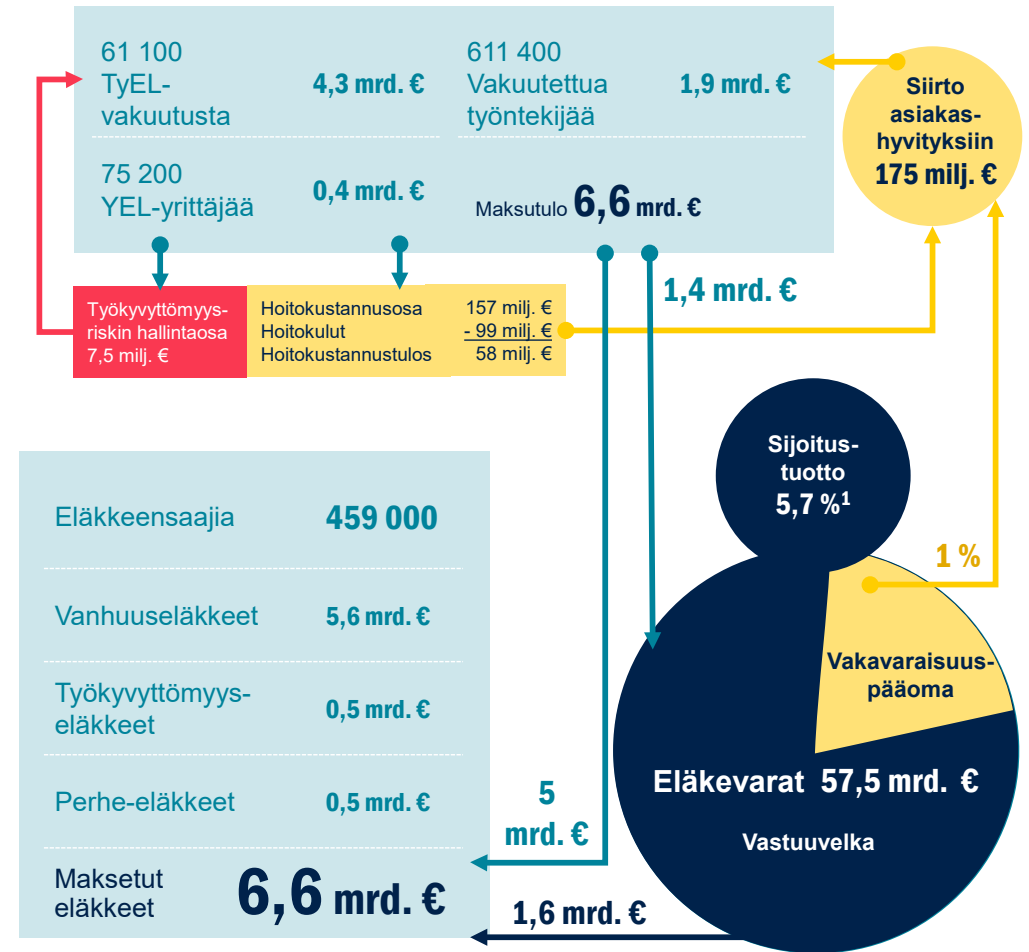 61 100
TyEL-
vakuutusta
4,3 mrd. €
611 400
Vakuutettua
työntekijää
1,9 mrd. €
75 200
YEL-yrittäjää
0,4 mrd. €
Maksutulo 6,6 mrd. €
Siirto
asiakas-
hyvityksiin
175 milj. €
Työkyvyttömyys-
riskin hallintaosa
7,5 milj. €
Hoitokustannusosa 157 milj. €
Hoitokulut - 99 milj. €
Hoitokustannustulos 58 milj. €
1,4 mrd. €
Sijoitus-
tuotto
5,7 %¹
1 %
Vakavaraisuus-
pääoma
Eläkevarat 57,5 mrd. €
Vastuuvelka
Eläkkeensaajia 459 000
Vanhuuseläkkeet 5,6 mrd. €
Työkyvyttömyys-
eläkkeet
0,5 mrd. €
Perhe-eläkkeet 0,5 mrd. €
Maksetut
eläkkeet
6,6 mrd. €
5
mrd. €
1,6 mrd. €